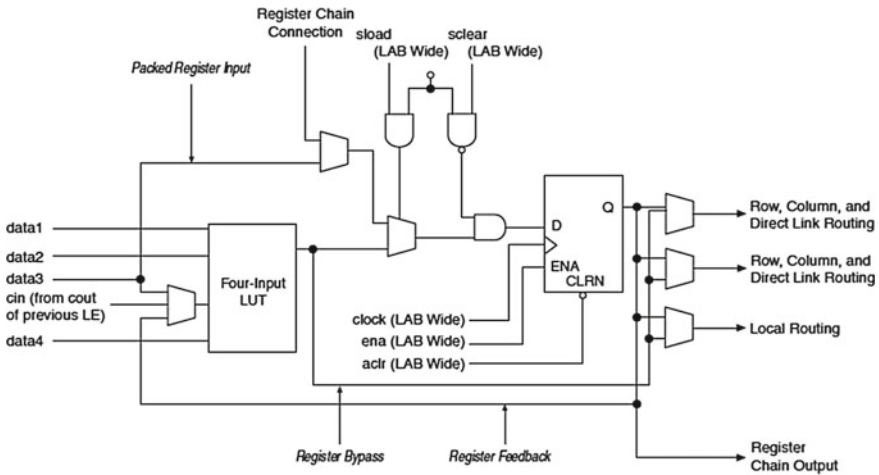 Register Chain
Connection
sload
(LAB Wide)
sclear
(LAB Wide)
Packed Register Input
data1
data2
data3
cin (from cout
of previous LE)
data4
Four-Input
LUT
D
Q
ENA
CLRN
clock (LAB Wide)
ena (LAB Wide)
aclr (LAB Wide)
Row, Column, and
Direct Link Routing
Row, Column, and
Direct Link Routing
Local Routing
Register Bypass
Register Feedback
Register
Chain Output